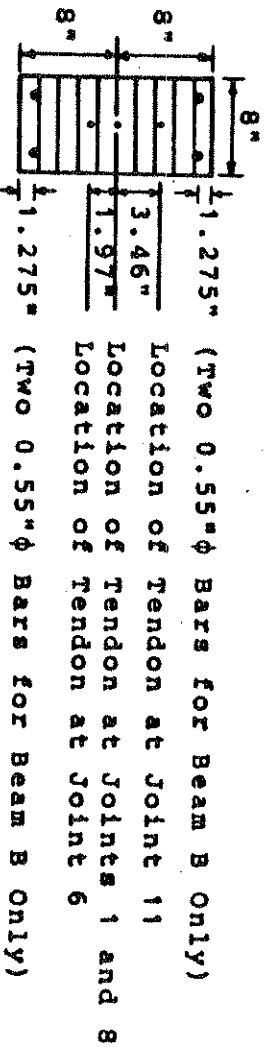 8"
1.275" (Two 0.55"ϕ Bars for Beam B Only)
8"
3.46" Location of Tendon at Joint 11
Location of Tendon at Joints 1 and 8
1.97" Location of Tendon at Joint 6
8"
1.275" (Two 0.55"ϕ Bars for Beam B Only)